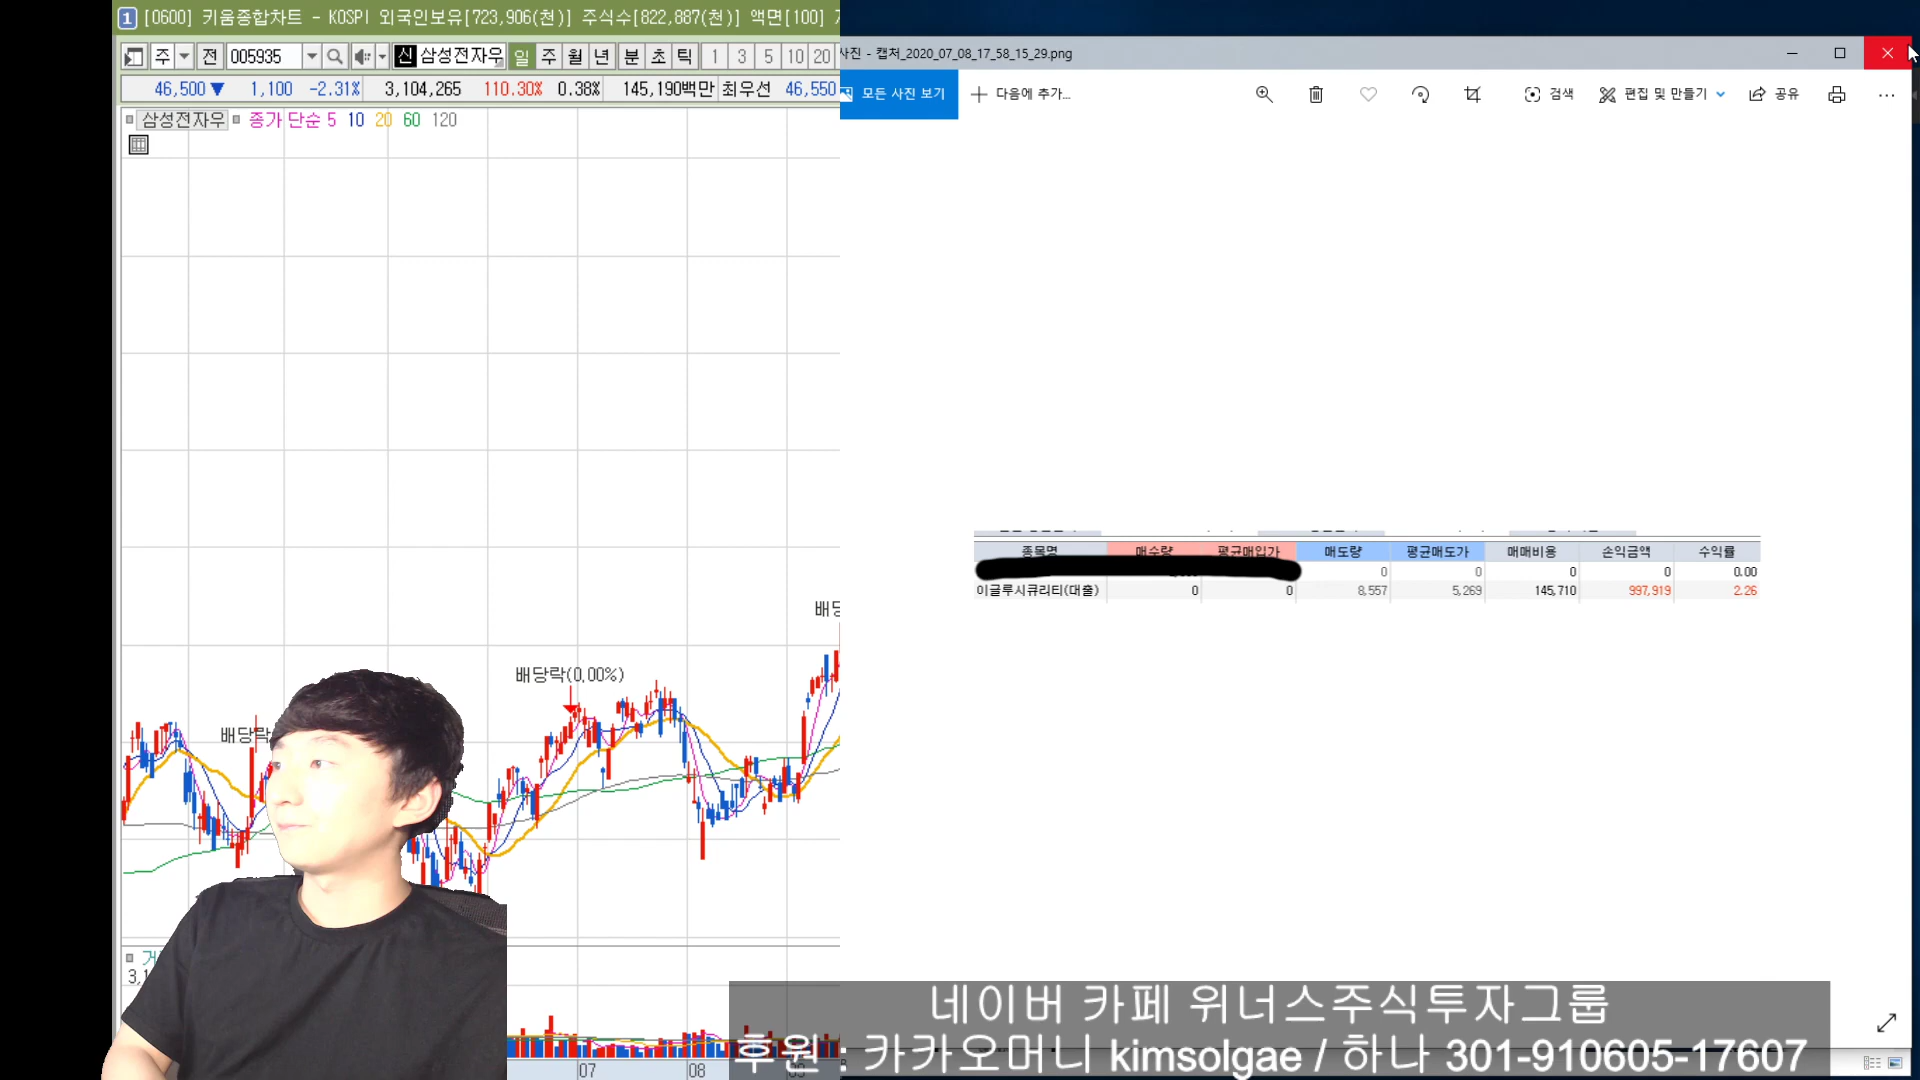 [0600] 키움종합차트 - KOSPI 외국인보유[723,906(천)] 주식수[822,887(천)] 액면[100]
주 전 005935 신 삼성전자우 일 주 월 년 분 초 틱 1 3 5 10 20
46,500▼ 1,100 -2.31% 3,104,265 110.30% 0.38% 145,190백만 최우선 46,550
삼성전자우 종가 단순 5 10 20 60 120
배당락
배당락(0.00%)
07 08 09
사진 - 캡처_2020_07_08_17_58_15_29.png
모든 사진 보기 다음에 추가... 검색 편집 및 만들기 공유
종목명 매수량 평균매입가 매도량 평균매도가 매매비용 손익금액 수익률
0 0 0 0 0.00
이글루시큐리티(대출) 0 0 8,557 5,269 145,710 997,919 2.26
네이버 카페 위너스주식투자그룹
후원 : 카카오머니 kimsolgae / 하나 301-910605-17607